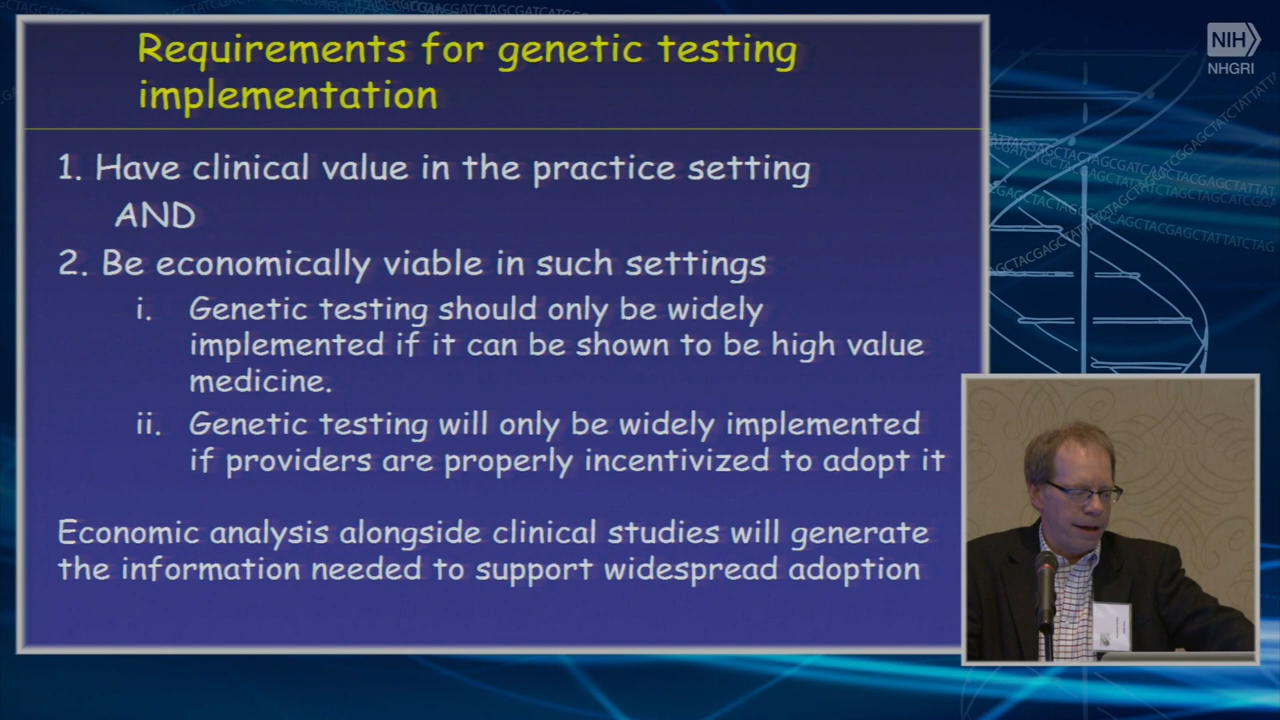 Requirements for genetic testing
implementation
1. Have clinical value in the practice setting
AND
2. Be economically viable in such settings
i. Genetic testing should only be widely
implemented if it can be shown to be high value
medicine.
ii. Genetic testing will only be widely implemented
if providers are properly incentivized to adopt it
Economic analysis alongside clinical studies will generate
the information needed to support widespread adoption
NIH
NHGRI